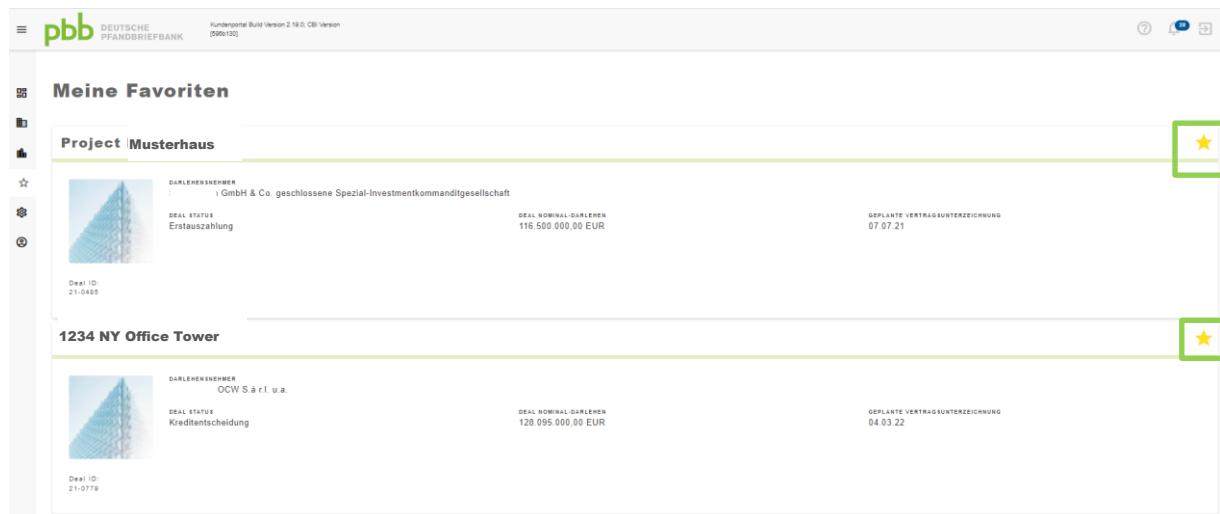 pbb DEUTSCHE
PFANDBRIEFBANK
Kundenportal Build Version 2.19.0; CBI Version
Meine Favoriten
Project Musterhaus
DARLEHENSNEHMER
GmbH & Co. geschlossene Spezial-Investmentkommanditgesellschaft
DEAL STATUS
Erstauszahlung
DEAL NOMINAL-DARLEHEN
116.500.000,00 EUR
GEPLANTE VERTRAGSUNTERZEICHNUNG
07.07.21
Deal ID:
21-0485
1234 NY Office Tower
DARLEHENSNEHMER
OCW S.à r.l. u.a.
DEAL STATUS
Kreditentscheidung
DEAL NOMINAL-DARLEHEN
128.095.000,00 EUR
GEPLANTE VERTRAGSUNTERZEICHNUNG
04.03.22
Deal ID:
21-0779